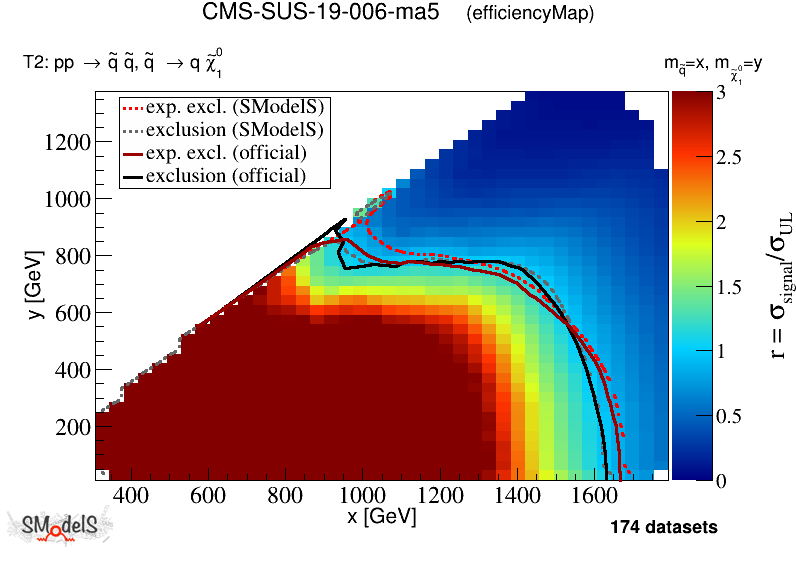 CMS-SUS-19-006-ma5 (efficiencyMap)
T2: pp → q̃ q̃, q̃ → q χ̃₁⁰
m_q̃=x, m_χ̃₁⁰=y
exp. excl. (SModelS)
exclusion (SModelS)
exp. excl. (official)
exclusion (official)
1200
1000
800
600
400
200
y [GeV]
400 600 800 1000 1200 1400 1600
x [GeV]
3
2.5
2
1.5
1
0.5
0
r = σ_signal/σ_UL
SModelS
174 datasets